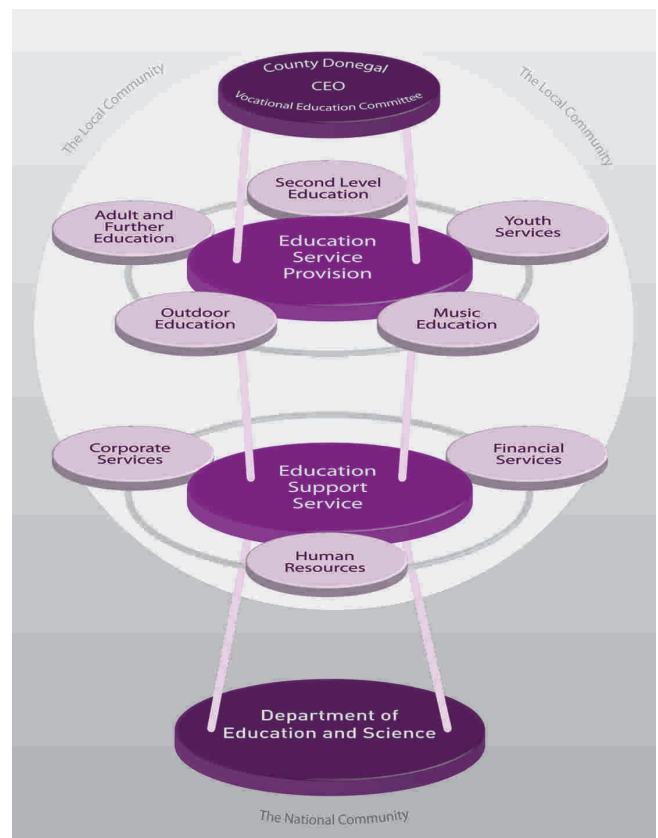 The Local Community
The Local Community
County Donegal
CEO
Vocational Education Committee
Second Level
Education
Adult and
Further
Education
Youth
Services
Education
Service
Provision
Outdoor
Education
Music
Education
Corporate
Services
Financial
Services
Education
Support
Service
Human
Resources
Department of
Education and Science
The National Community